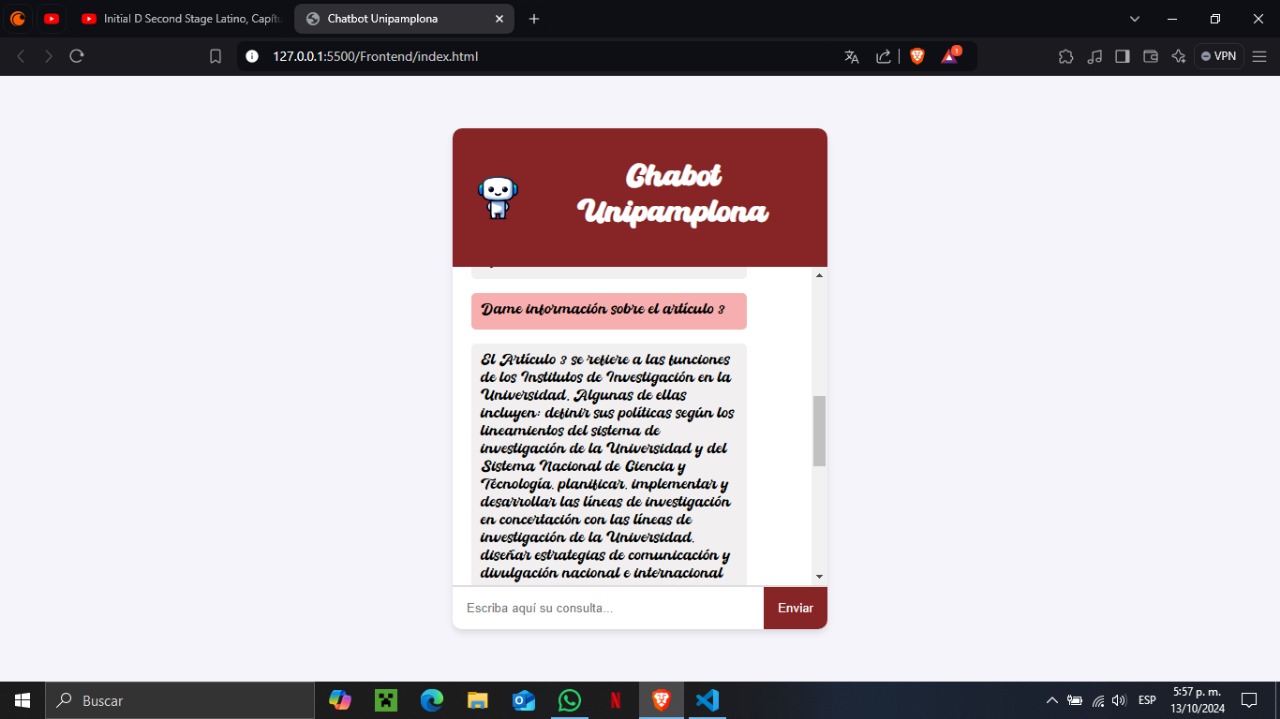 Initial D Second Stage Latino, Capítu
Chatbot Unipamplona
127.0.0.1:5500/Frontend/index.html
1
VPN
Chabot
Unipamplona
Dame información sobre el artículo 3
El Artículo 3 se refiere a las funciones
de los Institutos de Investigación en la
Universidad. Algunas de ellas
incluyen: definir sus políticas según los
lineamientos del sistema de
investigación de la Universidad y del
Sistema Nacional de Ciencia y
Técnología, planificar, implementar y
desarrollar las líneas de investigación
en concertación con las líneas de
investigación de la Universidad,
diseñar estrategias de comunicación y
divulgación nacional e internacional
Escriba aquí su consulta...
Enviar
Buscar
ESP
5:57 p. m.
13/10/2024